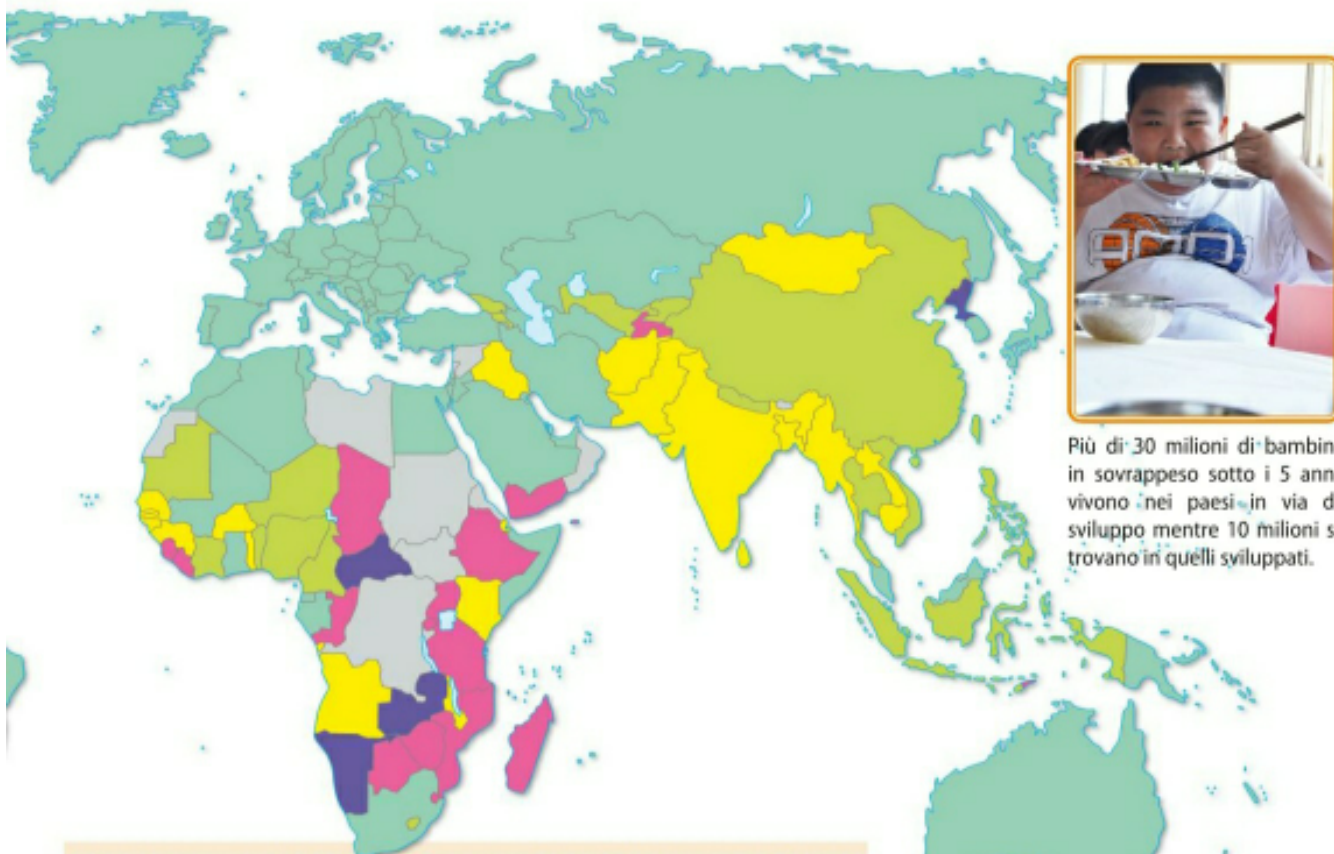 Più di 30 milioni di bambin
in sovrappeso sotto i 5 ann
vivono nei paesi in via d
sviluppo mentre 10 milioni s
trovano in quelli sviluppati.